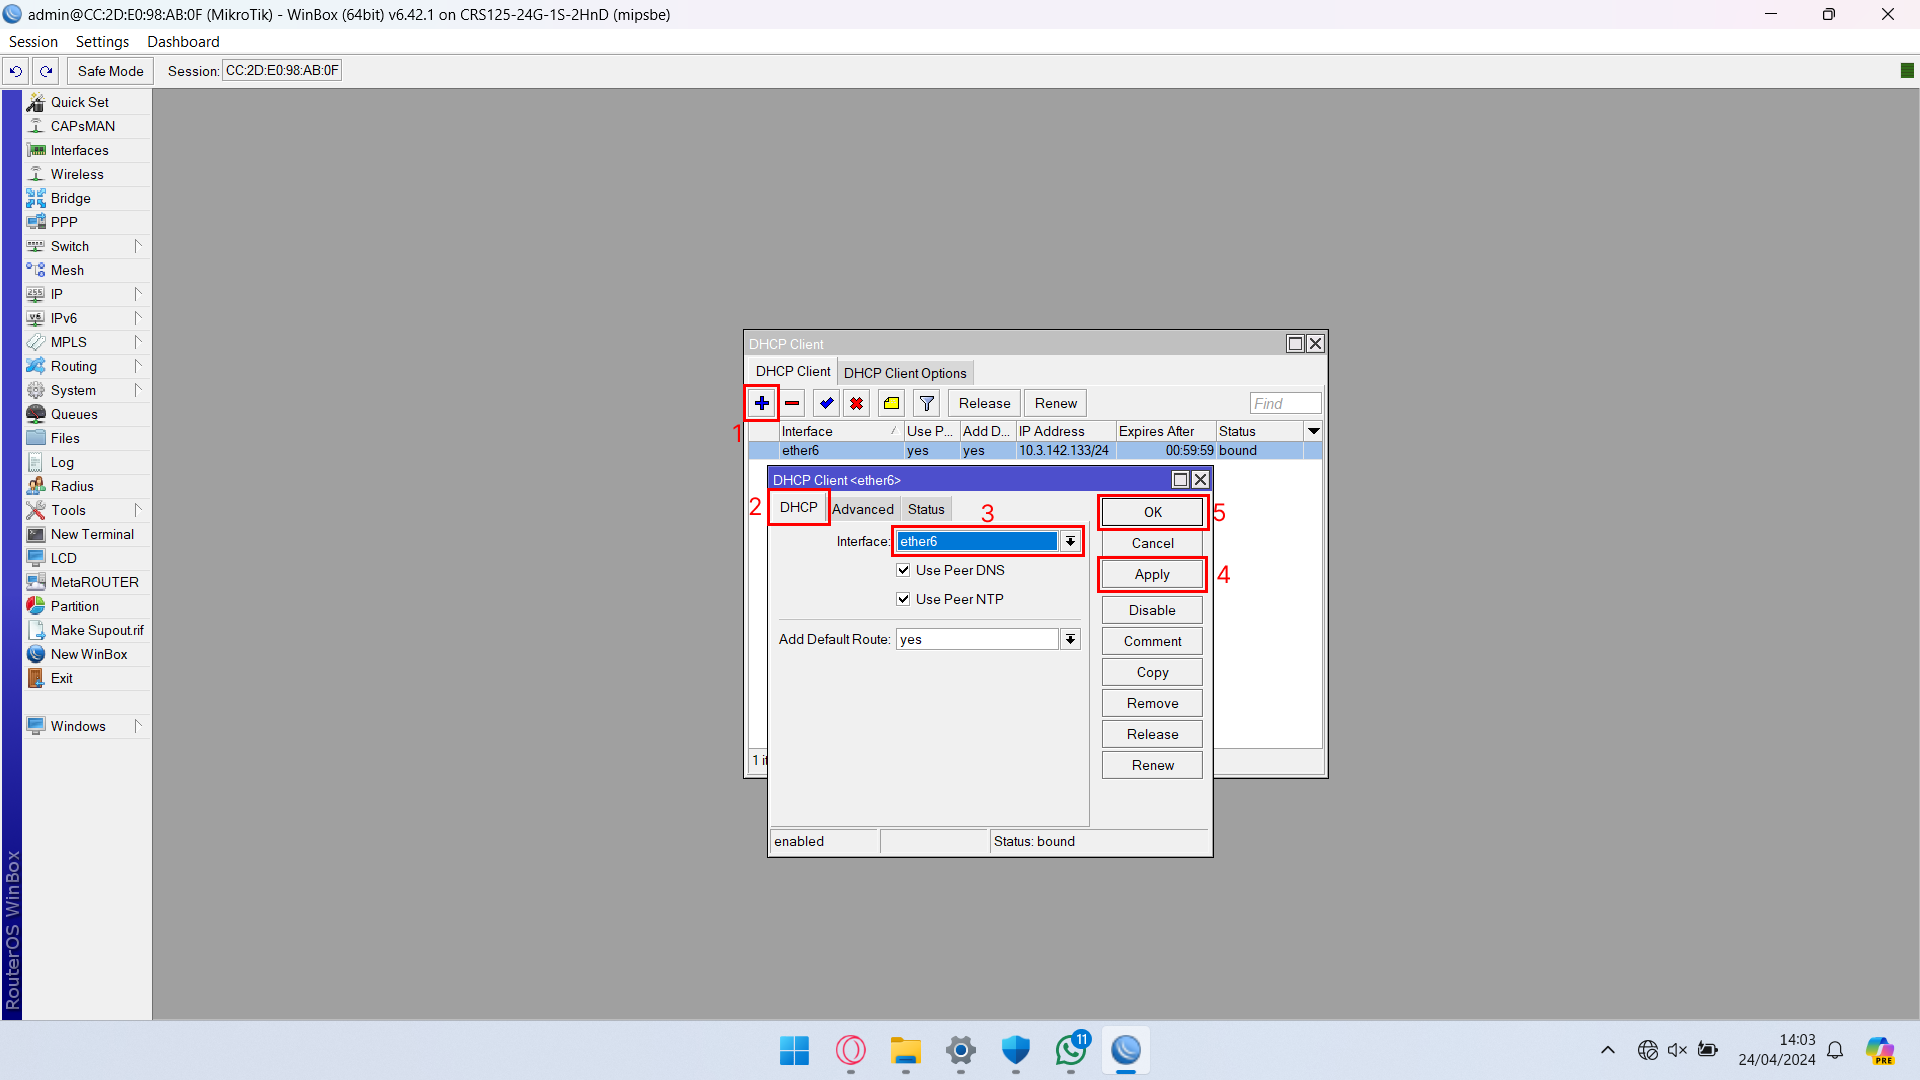 admin@CC:2D:E0:98:AB:0F (MikroTik) - WinBox (64bit) v6.42.1 on CRS125-24G-1S-2HnD (mipsbe)
Session Settings Dashboard
Safe Mode Session: CC:2D:E0:98:AB:0F
Quick Set
CAPsMAN
Interfaces
Wireless
Bridge
PPP
Switch
Mesh
IP
IPv6
MPLS
Routing
System
Queues
Files
Log
Radius
Tools
New Terminal
LCD
MetaROUTER
Partition
Make Supout.rif
New WinBox
Exit
Windows
RouterOS WinBox
DHCP Client
DHCP Client DHCP Client Options
Release Renew Find
1
Interface Use P... Add D... IP Address Expires After Status
ether6 yes yes 10.3.142.133/24 00:59:59 bound
1 it
DHCP Client <ether6>
2 DHCP Advanced Status 3
Interface: ether6
Use Peer DNS
Use Peer NTP
Add Default Route: yes
OK 5
Cancel
Apply 4
Disable
Comment
Copy
Remove
Release
Renew
enabled Status: bound
11
14:03
24/04/2024
PRE